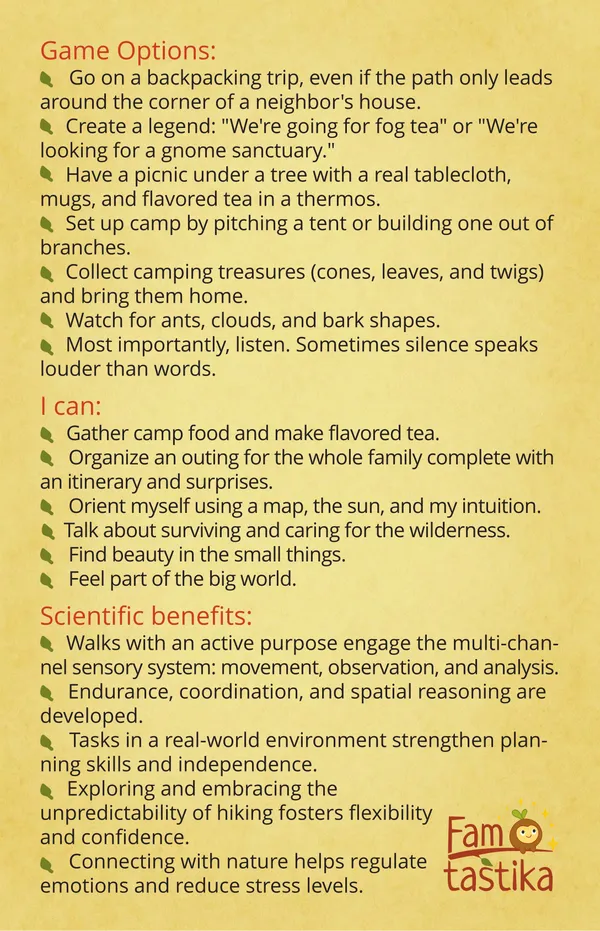 Game Options:
Go on a backpacking trip, even if the path only leads
around the corner of a neighbor's house.
Create a legend: "We're going for fog tea" or "We're
looking for a gnome sanctuary."
Have a picnic under a tree with a real tablecloth,
mugs, and flavored tea in a thermos.
Set up camp by pitching a tent or building one out of
branches.
Collect camping treasures (cones, leaves, and twigs)
and bring them home.
Watch for ants, clouds, and bark shapes.
Most importantly, listen. Sometimes silence speaks
louder than words.
I can:
Gather camp food and make flavored tea.
Organize an outing for the whole family complete with
an itinerary and surprises.
Orient myself using a map, the sun, and my intuition.
Talk about surviving and caring for the wilderness.
Find beauty in the small things.
Feel part of the big world.
Scientific benefits:
Walks with an active purpose engage the multi-chan-
nel sensory system: movement, observation, and analysis.
Endurance, coordination, and spatial reasoning are
developed.
Tasks in a real-world environment strengthen plan-
ning skills and independence.
Exploring and embracing the
unpredictability of hiking fosters flexibility
and confidence.
Connecting with nature helps regulate
emotions and reduce stress levels.
Fam
tastika